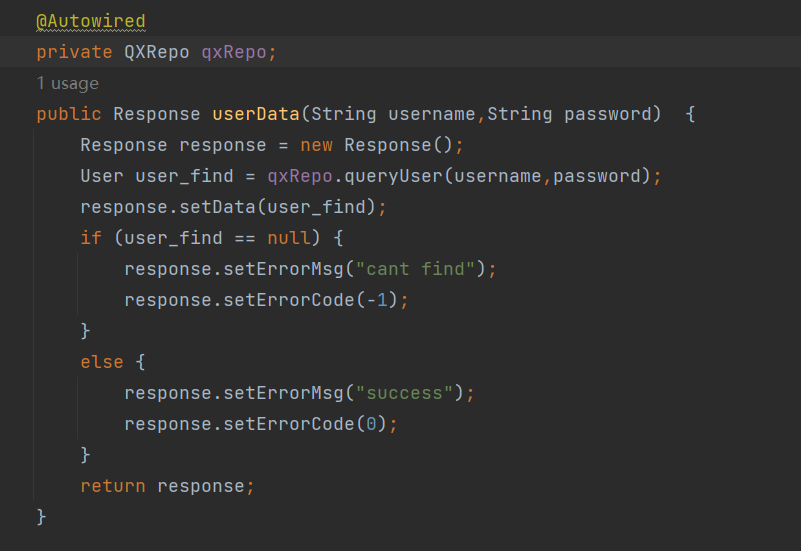 @Autowired
private QXRepo qxRepo;
1 usage
public Response userData(String username,String password)  {
Response response = new Response();
User user_find = qxRepo.queryUser(username,password);
response.setData(user_find);
if (user_find == null) {
response.setErrorMsg("cant find");
response.setErrorCode(-1);
}
else {
response.setErrorMsg("success");
response.setErrorCode(0);
}
return response;
}